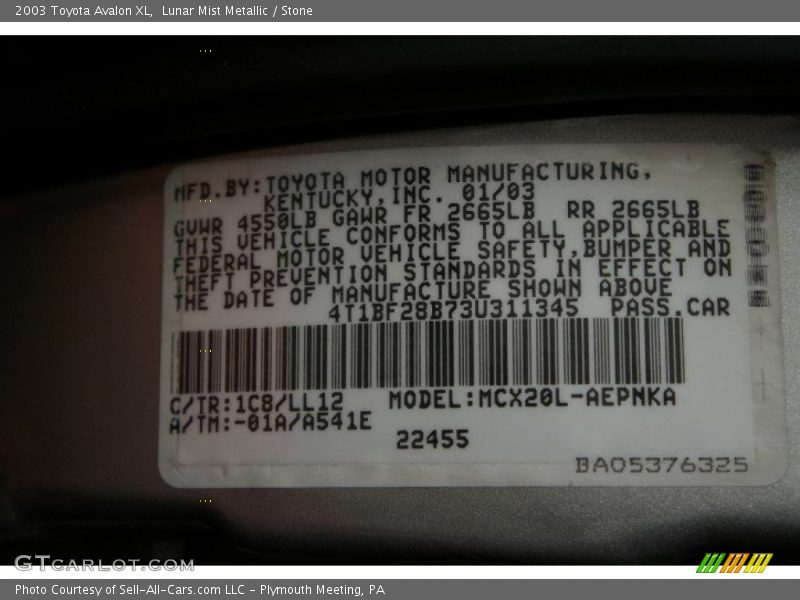 2003 Toyota Avalon XL, Lunar Mist Metallic / Stone
MFD.BY:TOYOTA MOTOR MANUFACTURING,
KENTUCKY,INC. 01/03
GVWR 4550LB GAWR FR 2665LB RR 2665LB
THIS VEHICLE CONFORMS TO ALL APPLICABLE
FEDERAL MOTOR VEHICLE SAFETY,BUMPER AND
THEFT PREVENTION STANDARDS IN EFFECT ON
THE DATE OF MANUFACTURE SHOWN ABOVE
4T1BF28B73U311345 PASS.CAR
C/TR:1C8/LL12 MODEL:MCX20L-AEPNKA
A/TM:-01A/A541E
22455
BA05376325
GTCARLOT.COM
Photo Courtesy of Sell-All-Cars.com LLC - Plymouth Meeting, PA